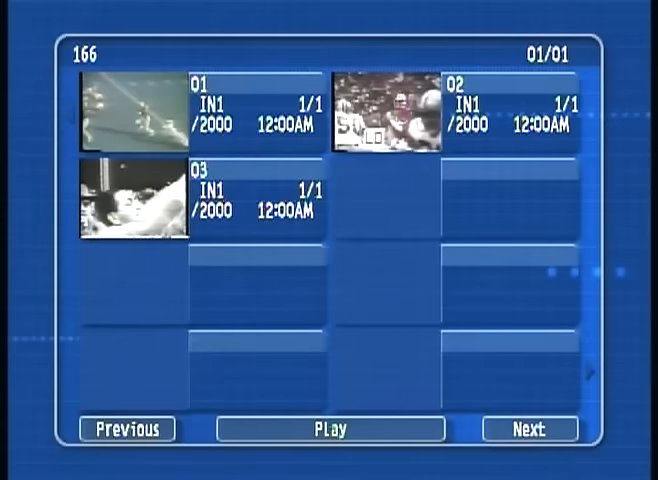 166 01/01
01
IN1 1/1
/2000 12:00AM
02
IN1 1/1
/2000 12:00AM
03
IN1 1/1
/2000 12:00AM
Previous Play Next